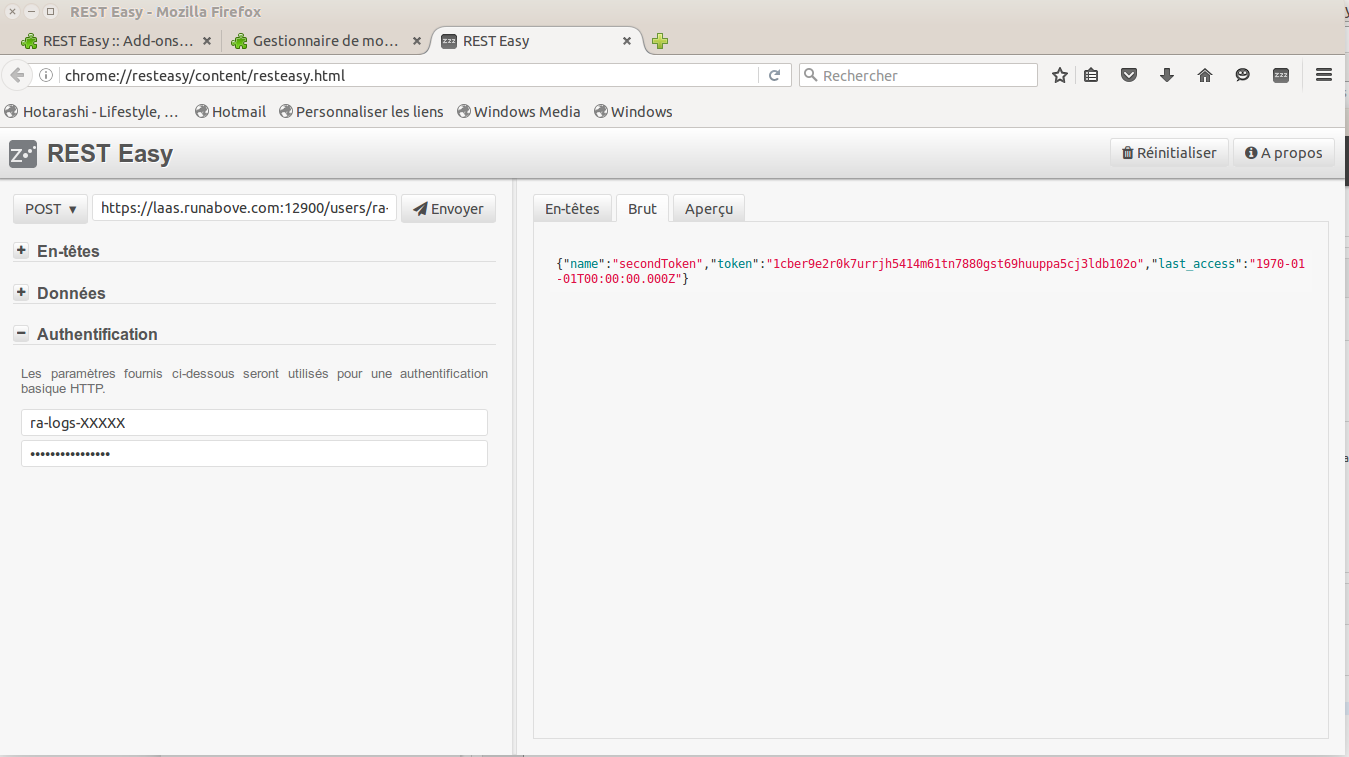 REST Easy - Mozilla Firefox
REST Easy :: Add-ons… Gestionnaire de mo… REST Easy
chrome://resteasy/content/resteasy.html Rechercher
Hotarashi - Lifestyle, … Hotmail Personnaliser les liens Windows Media Windows
REST Easy Réinitialiser A propos
POST https://laas.runabove.com:12900/users/ra- Envoyer
En-têtes Brut Aperçu
En-têtes
{"name":"secondToken","token":"1cber9e2r0k7urrjh5414m61tn7880gst69huuppa5cj3ldb102o","last_access":"1970-01
-01T00:00:00.000Z"}
Données
Authentification
Les paramètres fournis ci-dessous seront utilisés pour une authentification
basique HTTP.
ra-logs-XXXXX
••••••••••••••••